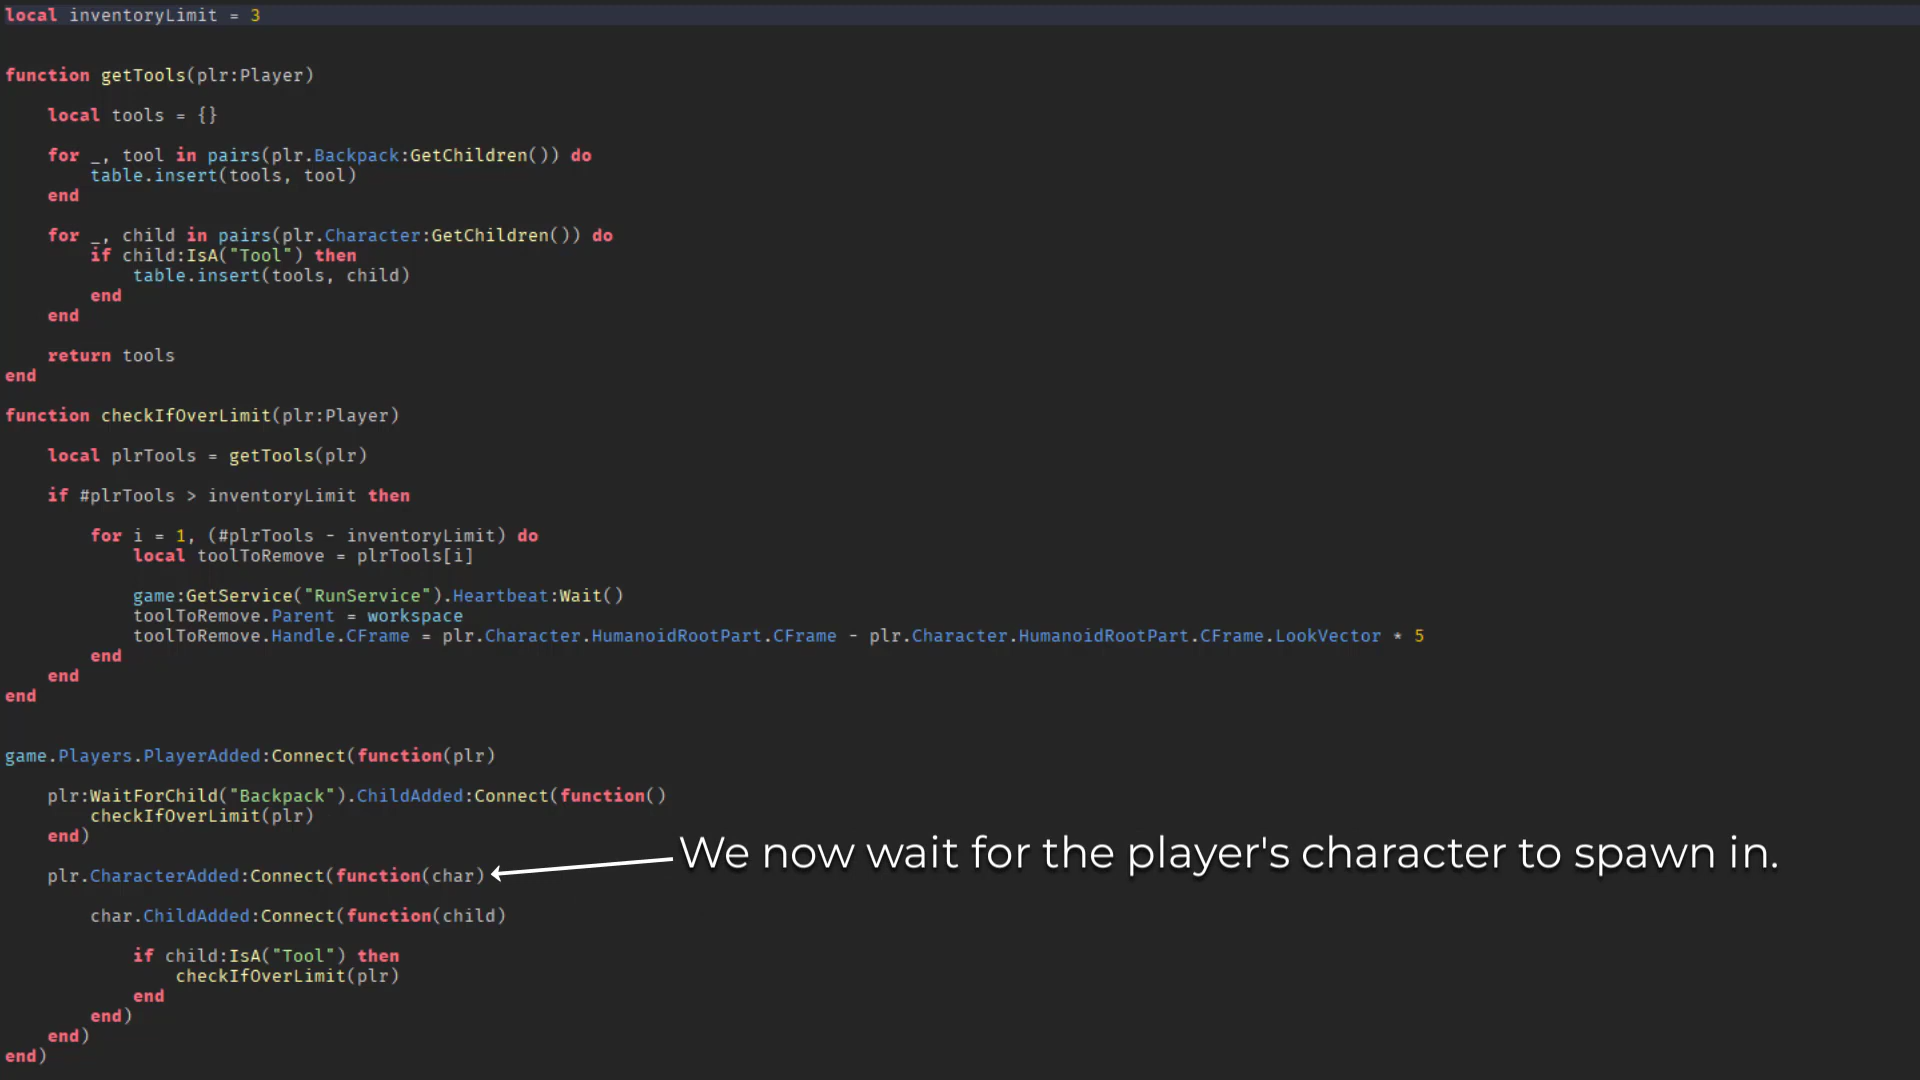 local inventoryLimit = 3
function getTools(plr:Player)
local tools = {}
for _, tool in pairs(plr.Backpack:GetChildren()) do
table.insert(tools, tool)
end
for _, child in pairs(plr.Character:GetChildren()) do
if child:IsA("Tool") then
table.insert(tools, child)
end
end
return tools
end
function checkIfOverLimit(plr:Player)
local plrTools = getTools(plr)
if #plrTools > inventoryLimit then
for i = 1, (#plrTools - inventoryLimit) do
local toolToRemove = plrTools[i]
game:GetService("RunService").Heartbeat:Wait()
toolToRemove.Parent = workspace
toolToRemove.Handle.CFrame = plr.Character.HumanoidRootPart.CFrame - plr.Character.HumanoidRootPart.CFrame.LookVector * 5
end
end
end
game.Players.PlayerAdded:Connect(function(plr)
plr:WaitForChild("Backpack").ChildAdded:Connect(function()
checkIfOverLimit(plr)
end)
We now wait for the player's character to spawn in.
plr.CharacterAdded:Connect(function(char)
char.ChildAdded:Connect(function(child)
if child:IsA("Tool") then
checkIfOverLimit(plr)
end
end)
end)
end)